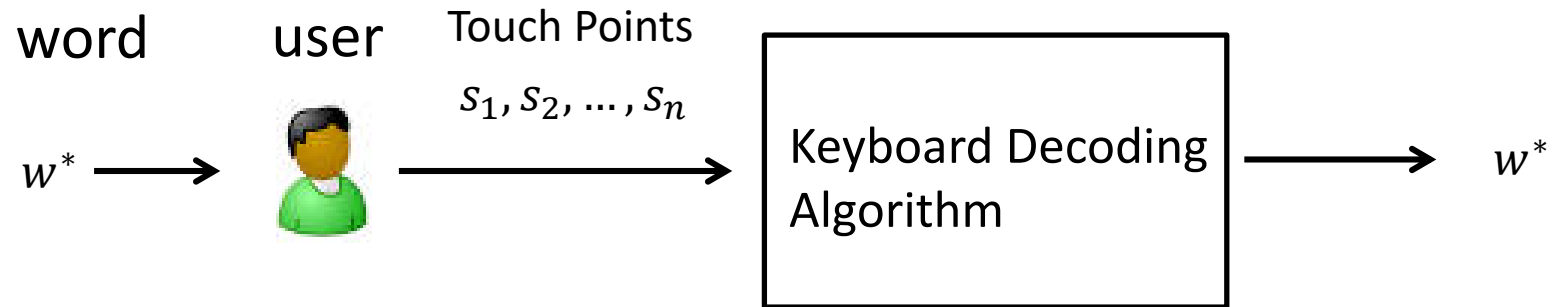 word
user
Touch Points
s₁, s₂, …, sₙ
w*
Keyboard Decoding
Algorithm
w*